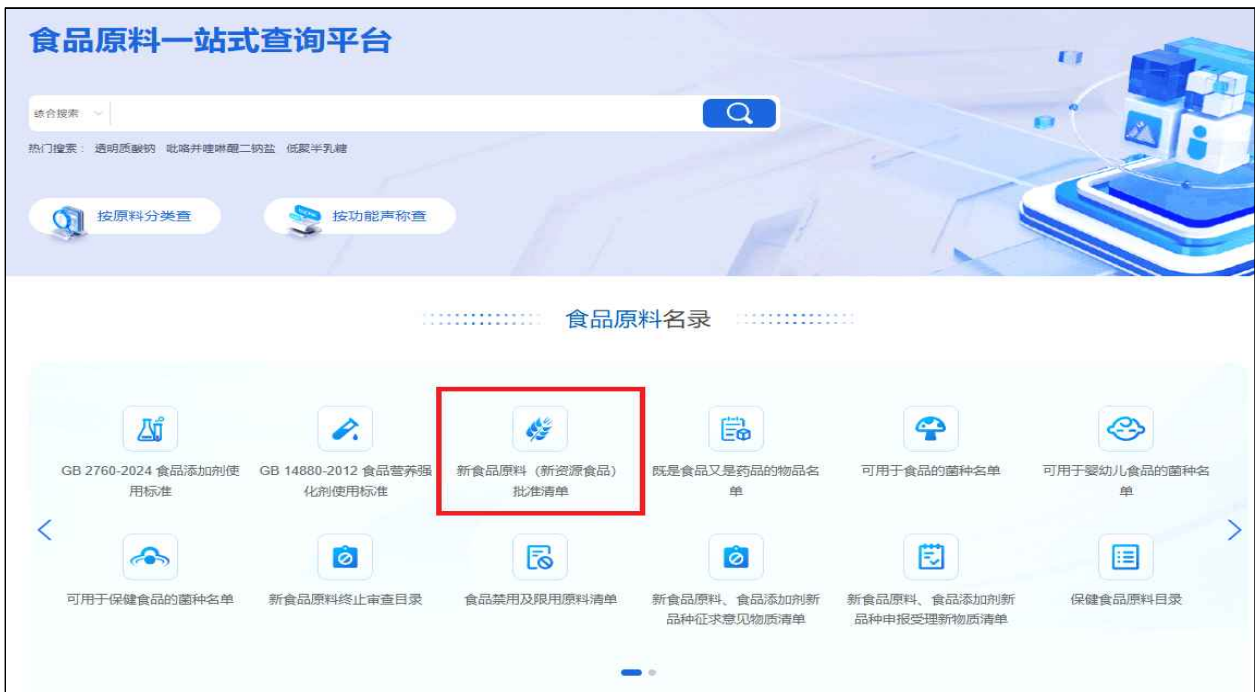 食品原料一站式查询平台
综合搜索
热门搜索： 透明质酸钠 吡咯并喹啉醌二钠盐 低聚半乳糖
按原料分类查 按功能声称查
食品原料名录
GB 2760-2024 食品添加剂使
用标准
GB 14880-2012 食品营养强
化剂使用标准
新食品原料（新资源食品）
批准清单
既是食品又是药品的物品名
单
可用于食品的菌种名单
可用于婴幼儿食品的菌种名
单
可用于保健食品的菌种名单
新食品原料终止审查目录
食品禁用及限用原料清单
新食品原料、食品添加剂新
品种征求意见物质清单
新食品原料、食品添加剂新
品种申报受理新物质清单
保健食品原料目录